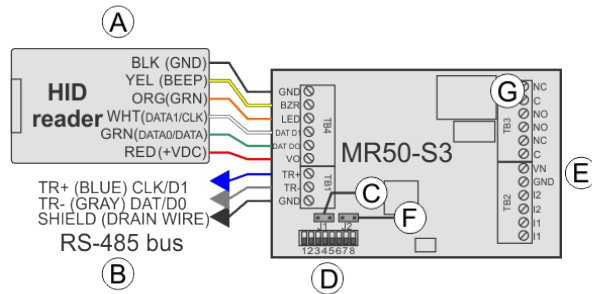 A
BLK (GND)
YEL (BEEP)
ORG(GRN)
WHT(DATA1/CLK)
GRN(DATA0/DATA)
RED(+VDC)
HID
reader
TR+ (BLUE) CLK/D1
TR- (GRAY) DAT/D0
SHIELD (DRAIN WIRE)
RS-485 bus
B
GND
BZR
LED
DAT D1
DAT D0
VO
TB4
TR+
TR-
GND
TB1
MR50-S3
C
F
J1
J2
12345678
D
G
NC
C
NO
NO
NC
C
TB3
VN
GND
I2
I2
I1
I1
TB2
E